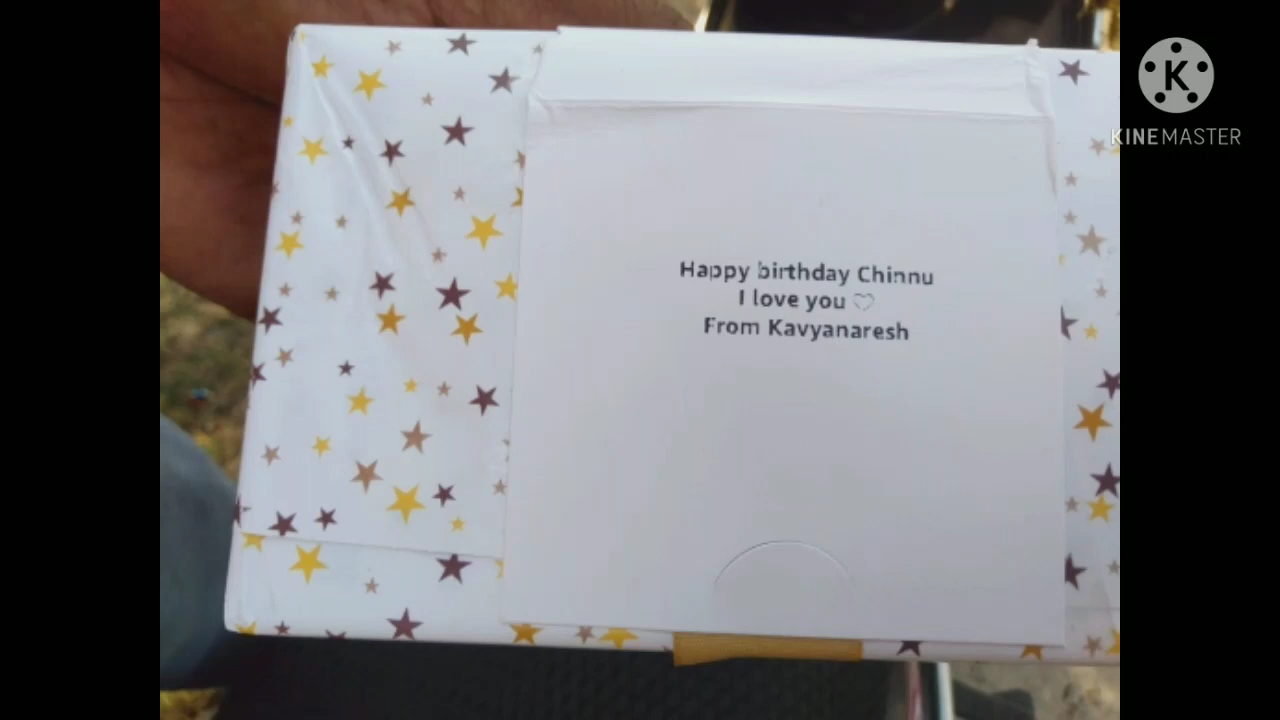 Happy birthday Chinnu
I love you ♡
From Kavyanaresh
K
KINEMASTER